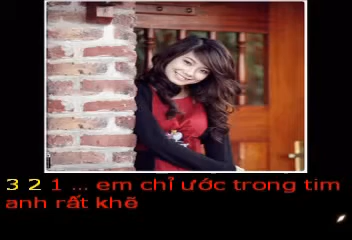 3 2 1 ... em chỉ ước trong tim
anh rất khẽ